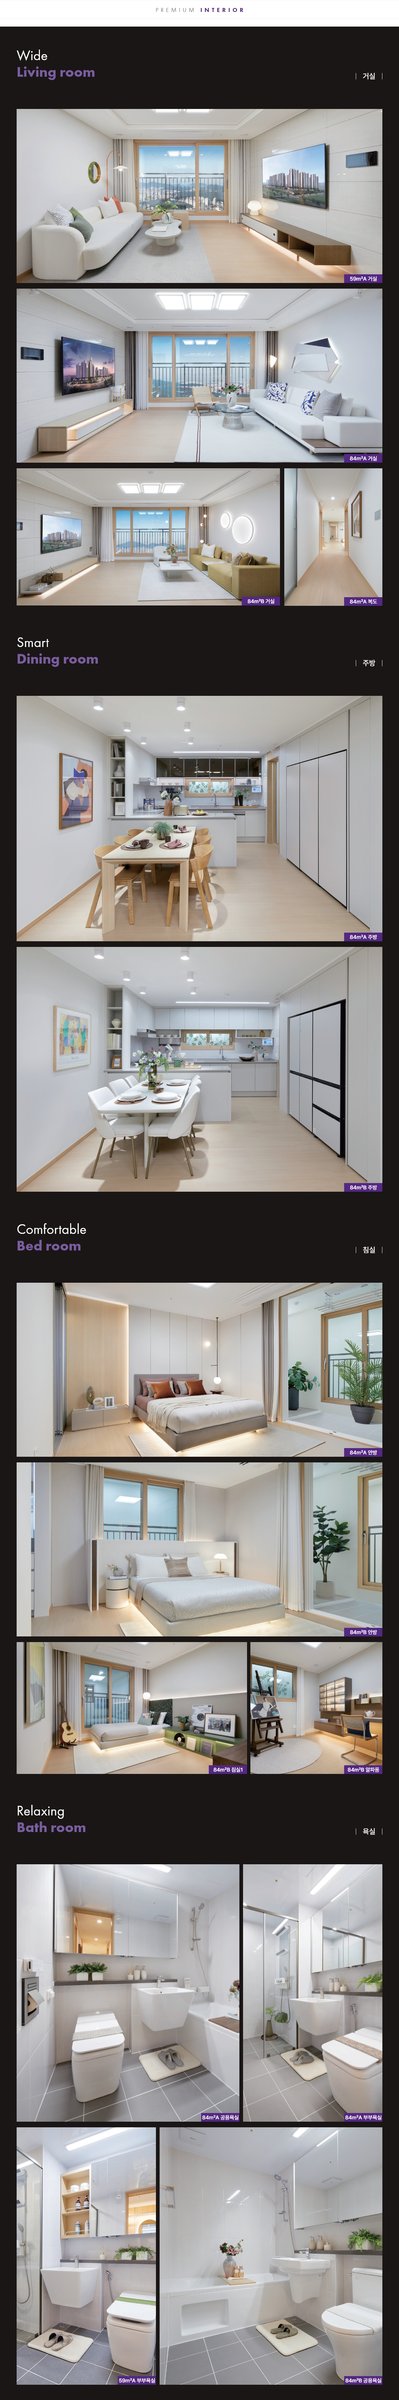 PREMIUM INTERIOR
Wide
Living room
| 거실 |
59m²A 거실
84m²A 거실
84m²B 거실
84m²A 복도
Smart
Dining room
| 주방 |
84m²A 주방
84m²B 주방
Comfortable
Bed room
| 침실 |
84m²A 안방
84m²B 안방
84m²B 침실1
84m²B 알파룸
Relaxing
Bath room
| 욕실 |
84m²A 공용욕실
84m²A 부부욕실
59m²A 부부욕실
84m²B 공용욕실